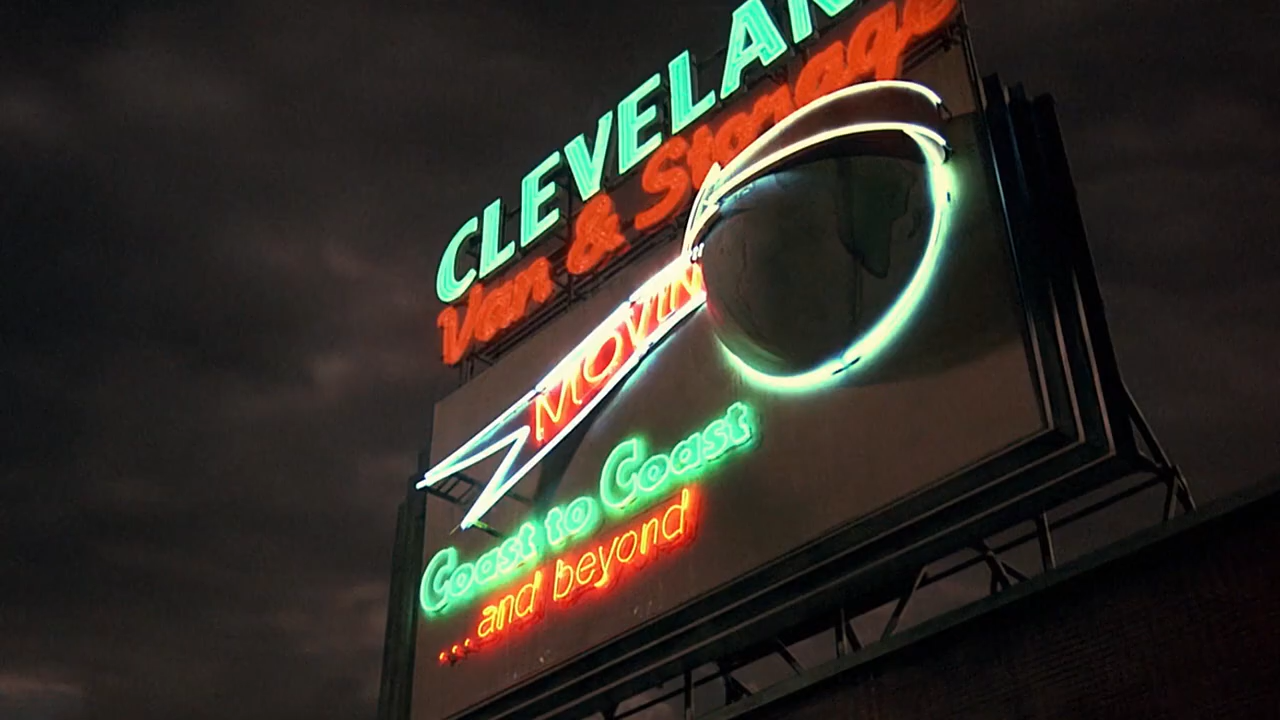 CLEVELAN
Van & Storage
MOVIN
Coast to Coast
...and beyond